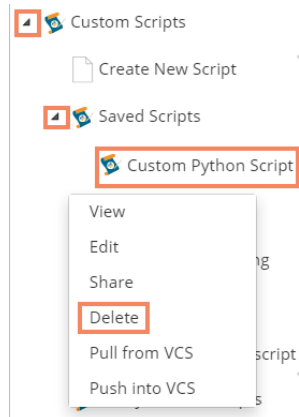 Custom Scripts
Create New Script
Saved Scripts
Custom Python Script
View
Edit
Share
Delete
Pull from VCS
script
Push into VCS